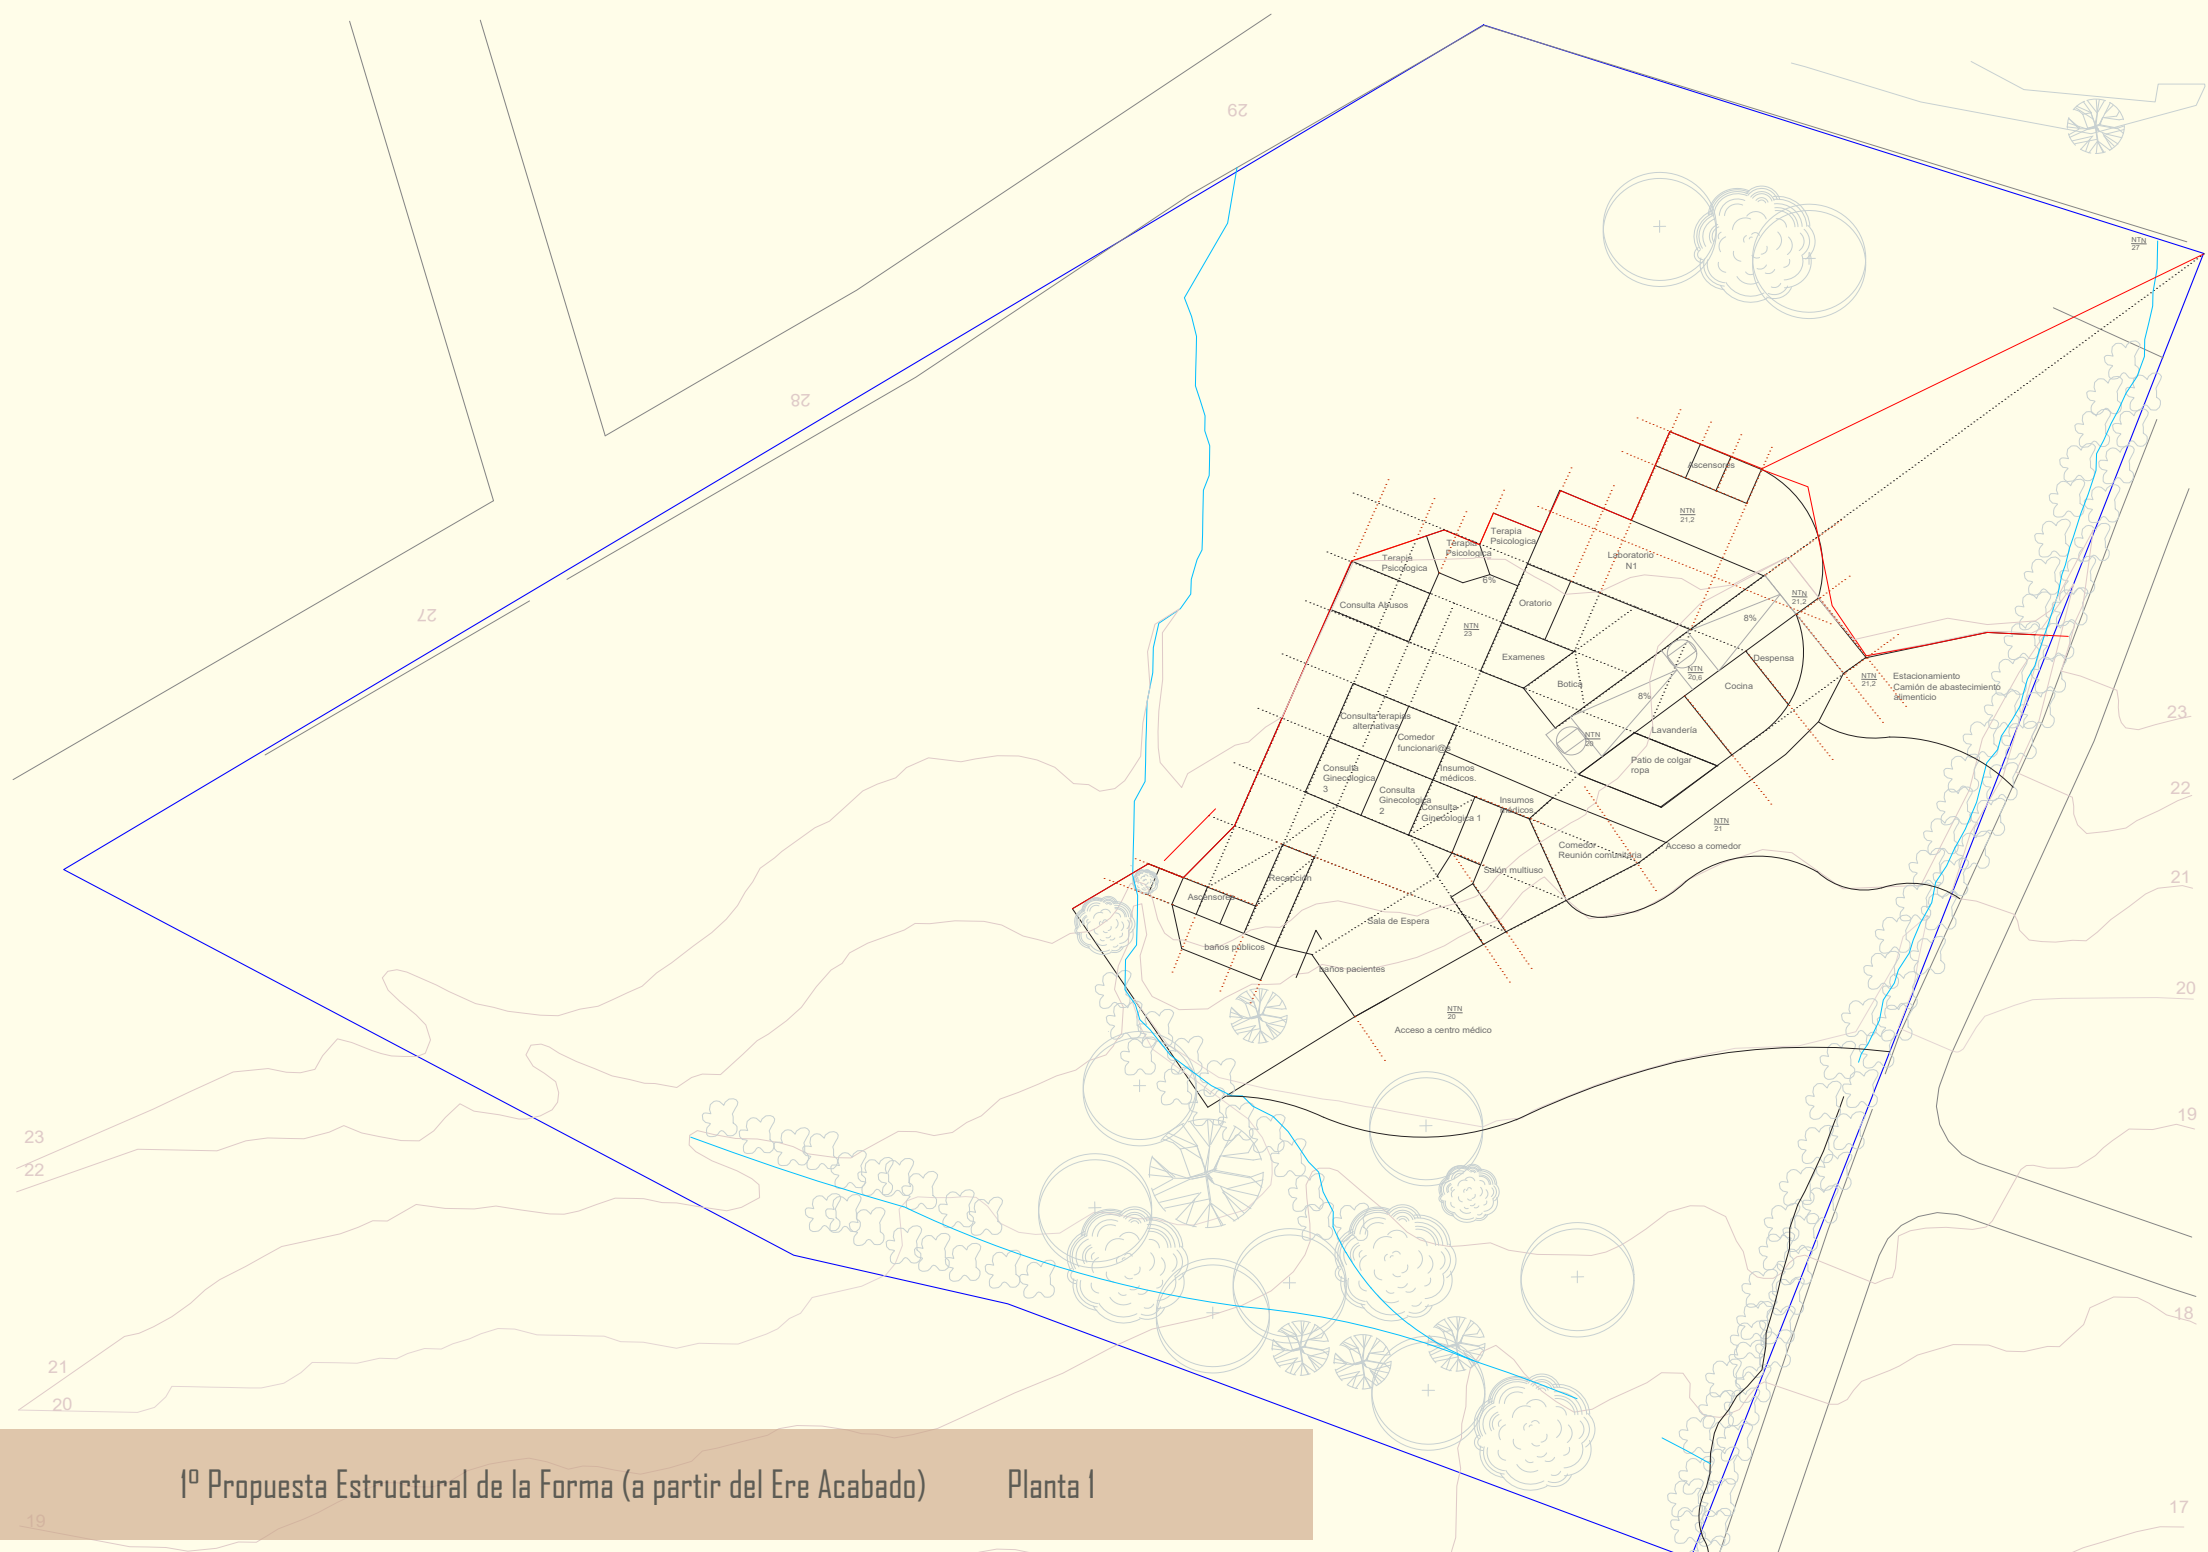 29
NTN
27
28
27
Ascensores
NTN
21,2
Terapia
Psicologica
Terapia
Psicologica
Terapia
Psicologica
Laboratorio
N1
6%
Consulta Abusos
Oratorio
NTN
21,2
8%
NTN
23
Examenes
Despensa
Botica
NTN
20,6
Cocina
8%
NTN
21,2
Estacionamiento
Camión de abastecimiento
alimenticio
23
Consulta terapias
alternativas
Comedor
funcionari@s
NTN
20
Lavandería
Patio de colgar
ropa
Consulta
Ginecologica
3
Insumos
médicos.
Consulta
Ginecologica
2
Consulta
Ginecologica 1
Insumos
médicos
22
NTN
21
Comedor
Reunión comunitaria
Acceso a comedor
Salón multiuso
Recepción
21
Ascensores
Sala de Espera
baños públicos
baños pacientes
20
NTN
20
Acceso a centro médico
19
23
22
18
21
20
1º Propuesta Estructural de la Forma (a partir del Ere Acabado) Planta 1
19
17